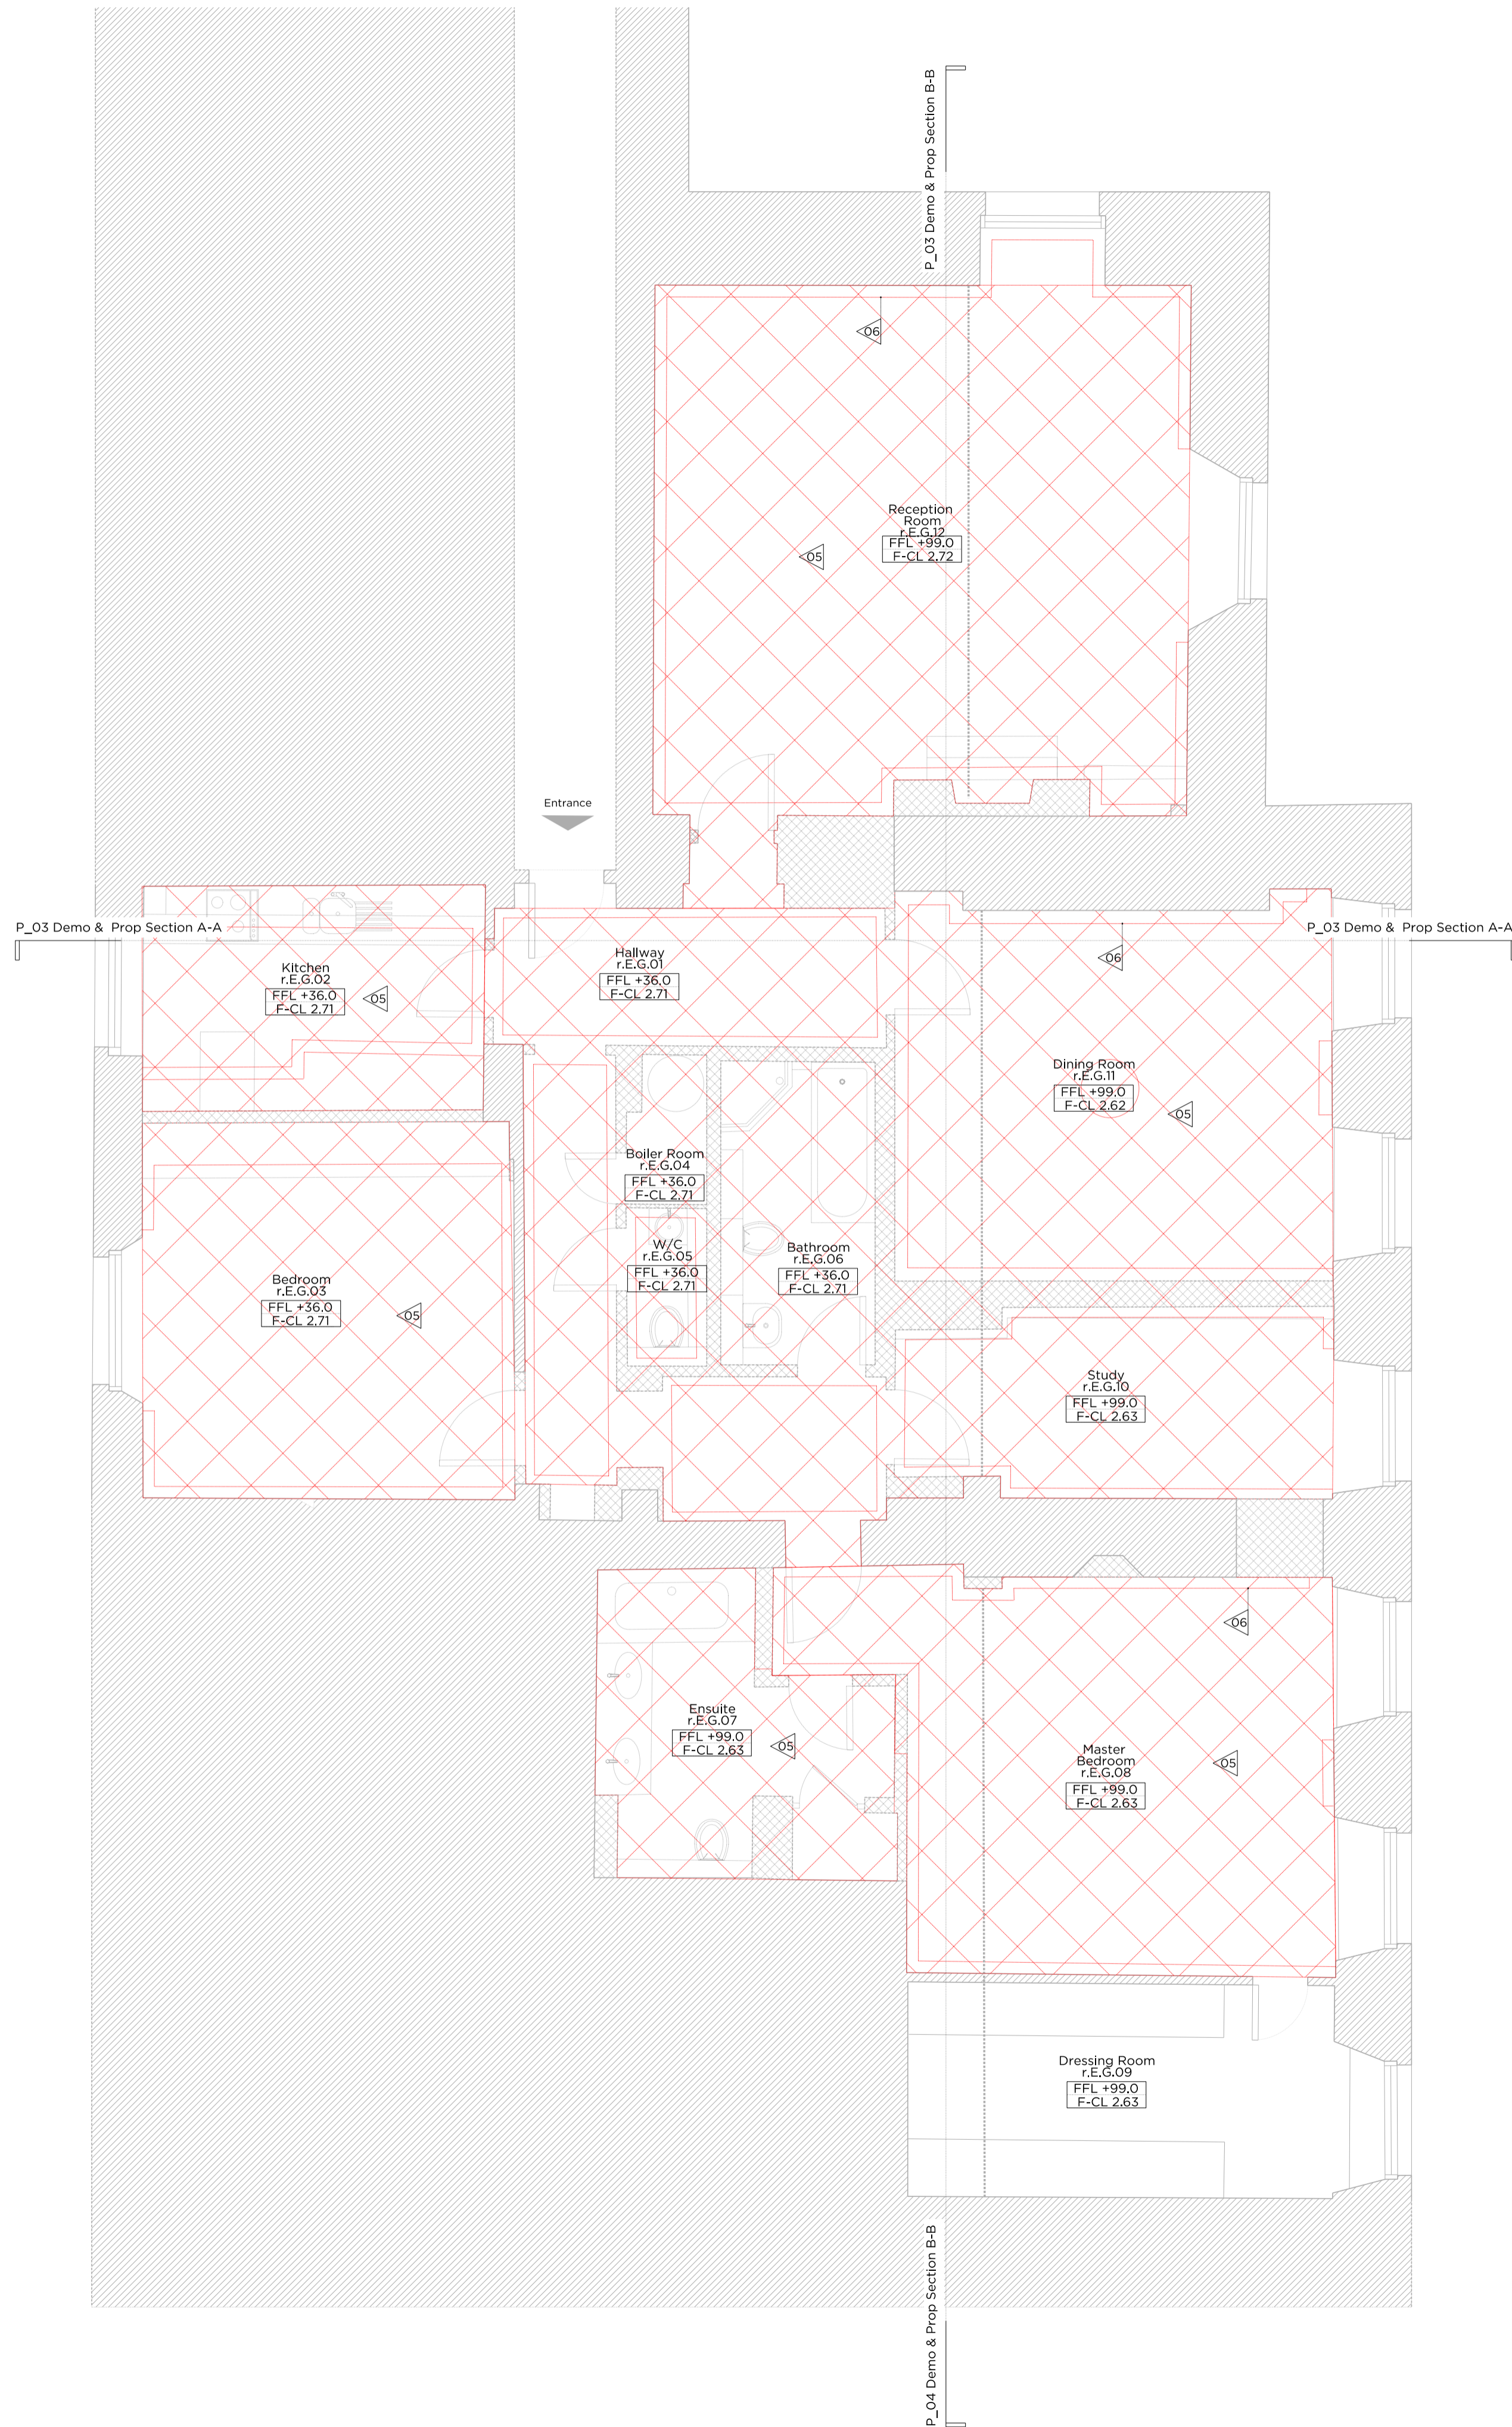 P_03 Demo & Prop Section B-B
06
Reception
Room
r.E.G.12
FFL +99.0
F-CL 2.72
05
Entrance
P_03 Demo &  Prop Section A-A
P_03 Demo &  Prop Section A-A
Kitchen
r.E.G.02
FFL +36.0
F-CL 2.71
05
Hallway
r.E.G.01
FFL +36.0
F-CL 2.71
06
Dining Room
r.E.G.11
FFL +99.0
F-CL 2.62
05
Boiler Room
r.E.G.04
FFL +36.0
F-CL 2.71
W/C
r.E.G.05
FFL +36.0
F-CL 2.71
Bathroom
r.E.G.06
FFL +36.0
F-CL 2.71
Bedroom
r.E.G.03
FFL +36.0
F-CL 2.71
05
Study
r.E.G.10
FFL +99.0
F-CL 2.63
06
Ensuite
r.E.G.07
FFL +99.0
F-CL 2.63
05
Master
Bedroom
r.E.G.08
FFL +99.0
F-CL 2.63
05
Dressing Room
r.E.G.09
FFL +99.0
F-CL 2.63
P_04 Demo & Prop Section B-B